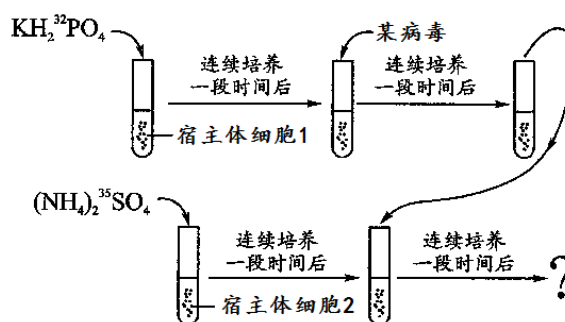 KH₂³²PO₄
某病毒
连续培养
一段时间后
连续培养
一段时间后
宿主体细胞1
(NH₄)₂³⁵SO₄
连续培养
一段时间后
连续培养
一段时间后
宿主体细胞2
?